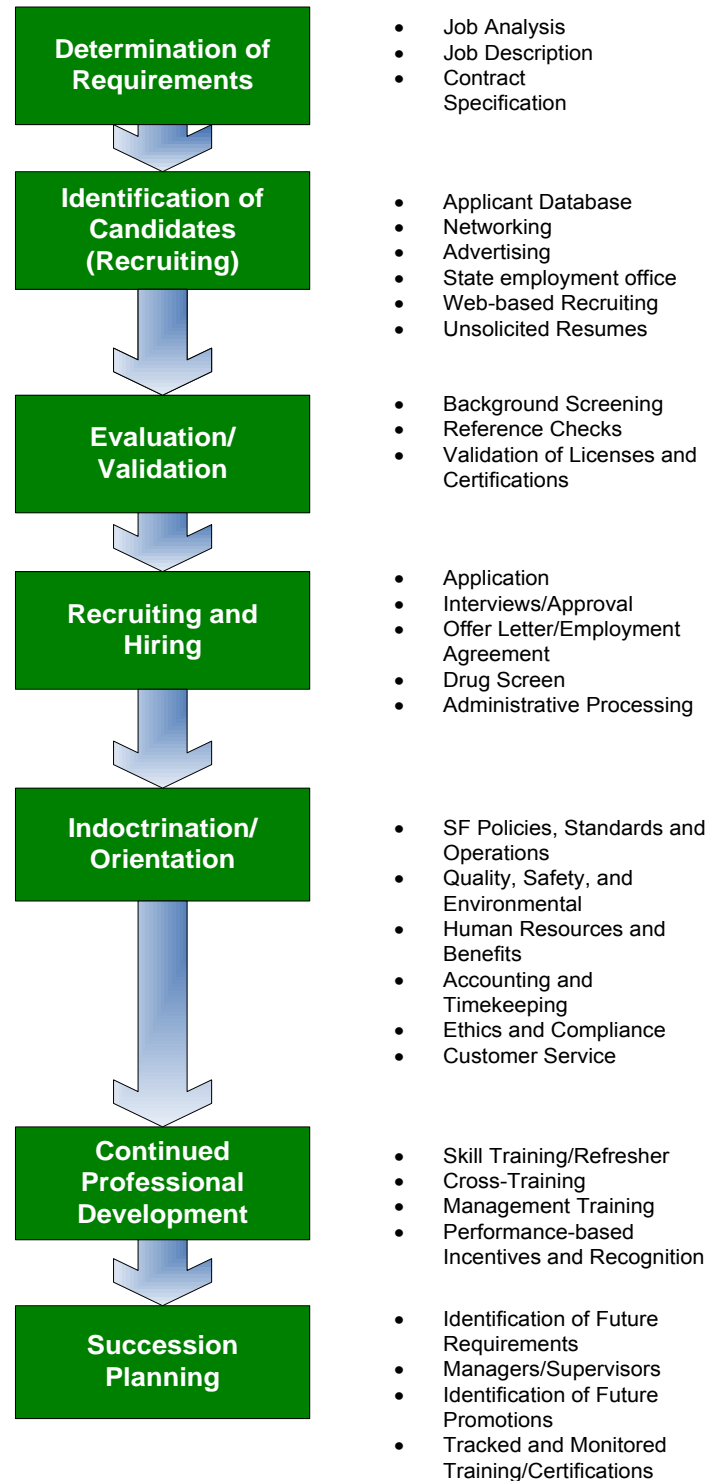 Determination of
Requirements
• Job Analysis
• Job Description
• Contract
Specification
Identification of
Candidates
(Recruiting)
• Applicant Database
• Networking
• Advertising
• State employment office
• Web-based Recruiting
• Unsolicited Resumes
Evaluation/
Validation
• Background Screening
• Reference Checks
• Validation of Licenses and
Certifications
Recruiting and
Hiring
• Application
• Interviews/Approval
• Offer Letter/Employment
Agreement
• Drug Screen
• Administrative Processing
Indoctrination/
Orientation
• SF Policies, Standards and
Operations
• Quality, Safety, and
Environmental
• Human Resources and
Benefits
• Accounting and
Timekeeping
• Ethics and Compliance
• Customer Service
Continued
Professional
Development
• Skill Training/Refresher
• Cross-Training
• Management Training
• Performance-based
Incentives and Recognition
Succession
Planning
• Identification of Future
Requirements
• Managers/Supervisors
• Identification of Future
Promotions
• Tracked and Monitored
Training/Certifications